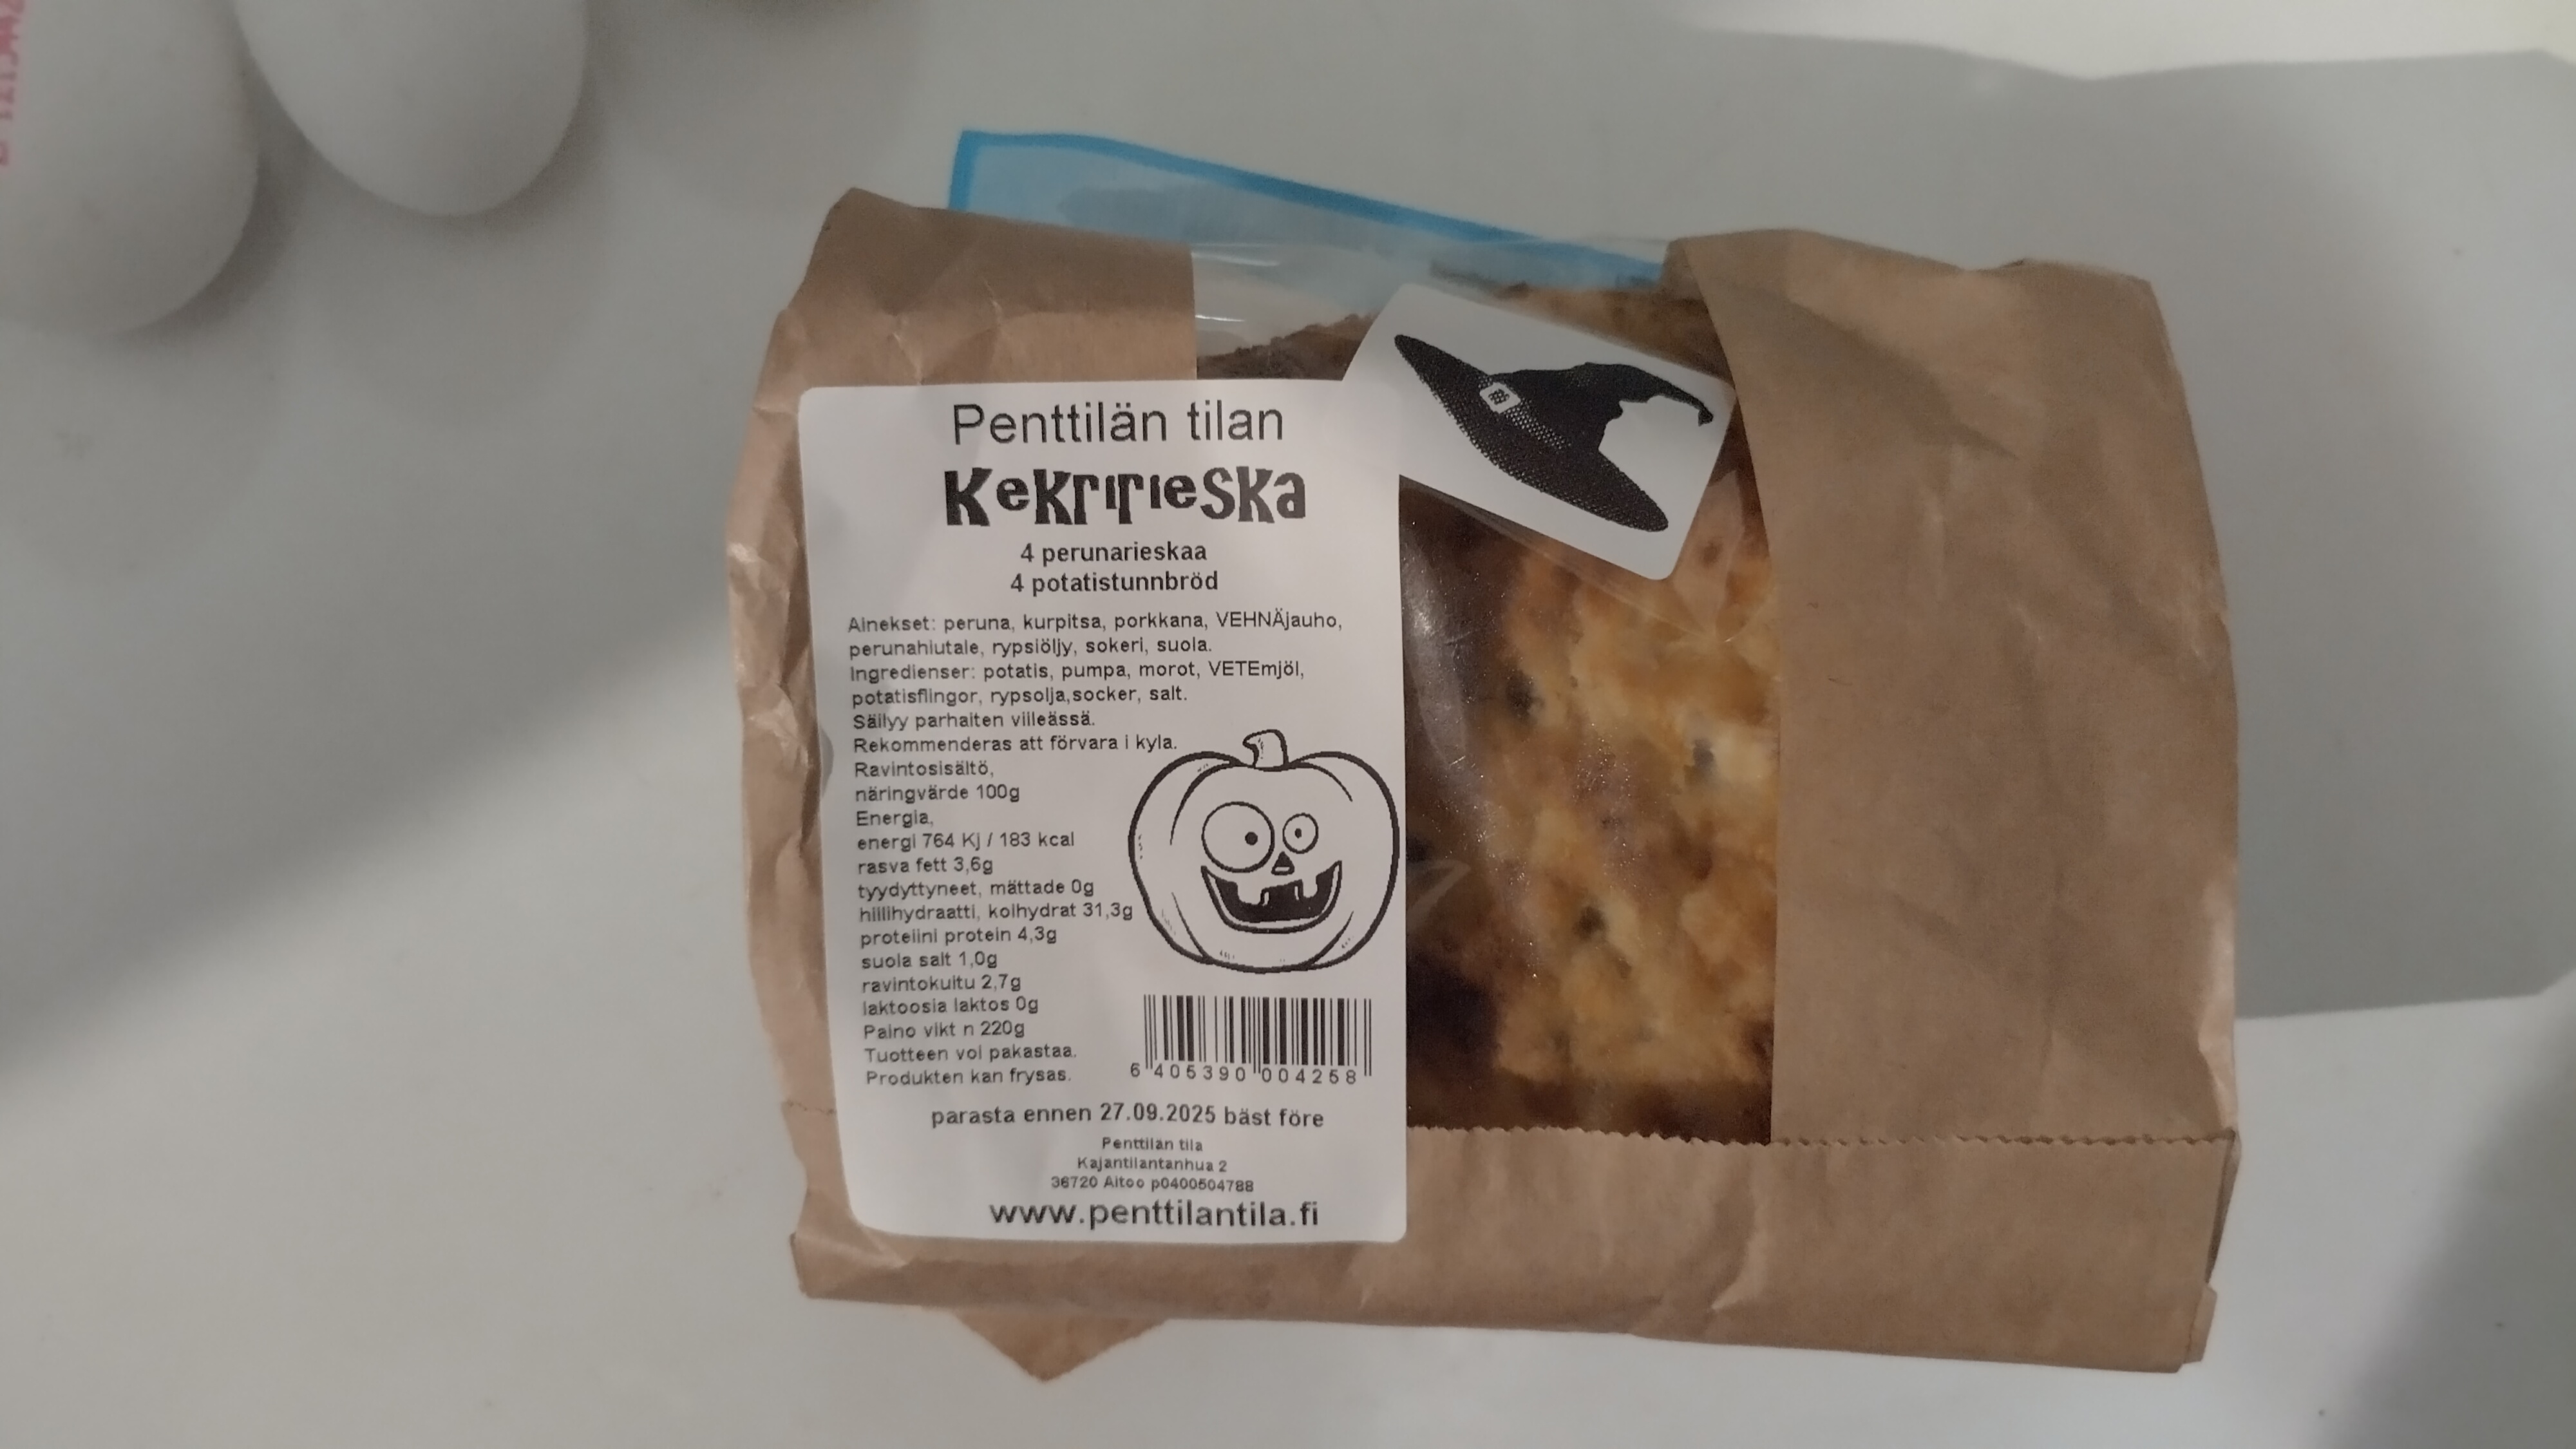 Penttilän tilan
Kekririeska
4 perunarieskaa
4 potatistunnbröd
Ainekset: peruna, kurpitsa, porkkana, VEHNÄjauho,
perunahiutale, rypsiöljy, sokeri, suola.
Ingredienser: potatis, pumpa, morot, VETEmjöl,
potatisflingor, rypsolja,socker, salt.
Säilyy parhaiten viileässä.
Rekommenderas att förvara i kyla.
Ravintosisältö,
näringvärde 100g
Energia,
energi 764 Kj / 183 kcal
rasva fett 3,6g
tyydyttyneet, mättade 0g
hiilihydraatti, kolhydrat 31,3g
proteiini protein 4,3g
suola salt 1,0g
ravintokuitu 2,7g
laktoosia laktos 0g
Paino vikt n 220g
Tuotteen voi pakastaa.
Produkten kan frysas.
6 405390 004258
parasta ennen 27.09.2025 bäst före
Penttilän tila
Kajantilantanhua 2
36720 Aitoo p0400504788
www.penttilantila.fi